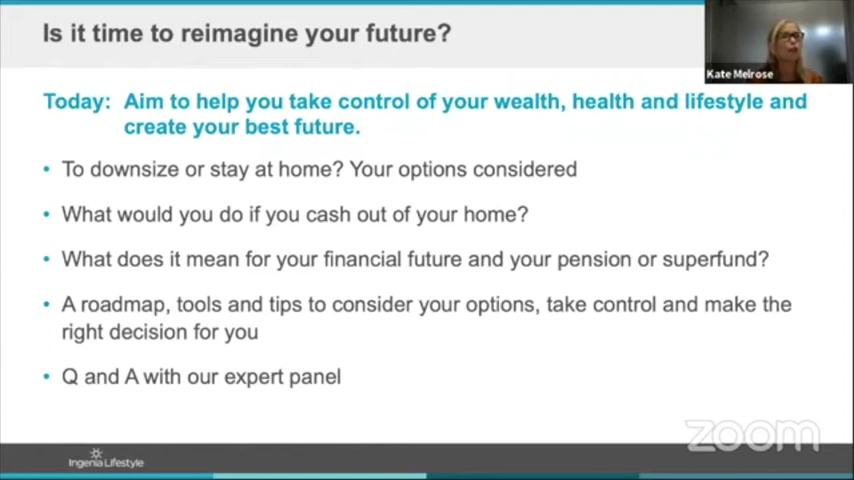 Is it time to reimagine your future?
Kate Melrose
Today: Aim to help you take control of your wealth, health and lifestyle and
create your best future.
• To downsize or stay at home? Your options considered
• What would you do if you cash out of your home?
• What does it mean for your financial future and your pension or superfund?
• A roadmap, tools and tips to consider your options, take control and make the
right decision for you
• Q and A with our expert panel
zoom
Ingenia Lifestyle